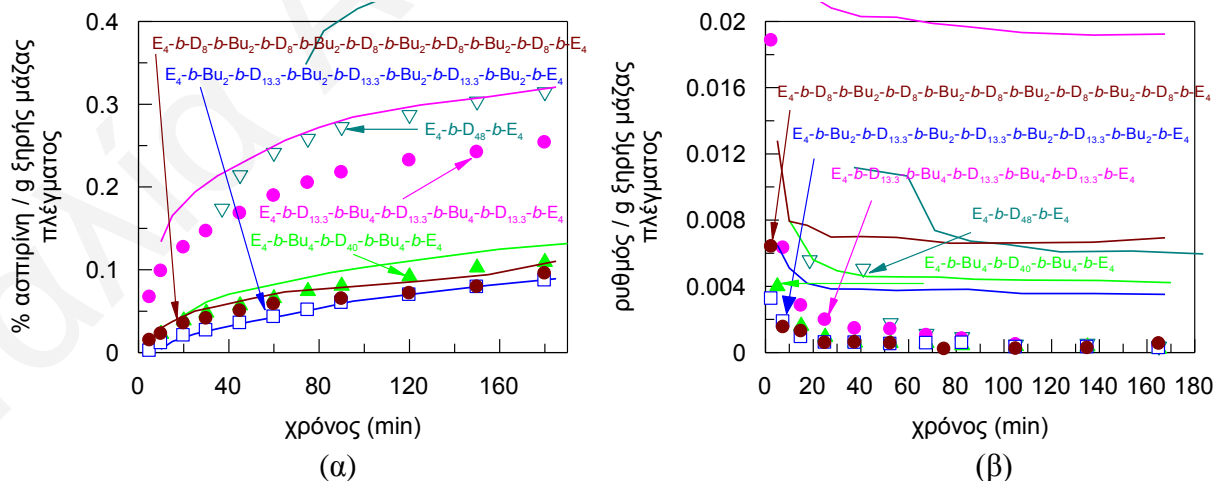 % ασπιρίνη / g ξηρής μάζας
πλέγματος
0.4
0.3
0.2
0.1
0
E4-b-D8-b-Bu2-b-D8-b-Bu2-b-D8-b-Bu2-b-D8-b-Bu2-b-D8-b-E4
E4-b-Bu2-b-D13.3-b-Bu2-b-D13.3-b-Bu2-b-D13.3-b-Bu2-b-E4
E4-b-D48-b-E4
E4-b-D13.3-b-Bu4-b-D13.3-b-Bu4-b-D13.3-b-E4
E4-b-Bu4-b-D40-b-Bu4-b-E4
0 40 80 120 160
χρόνος (min)
(α)
ρυθμός / g ξηρής μάζας
πλέγματος
0.02
0.016
0.012
0.008
0.004
0
E4-b-D8-b-Bu2-b-D8-b-Bu2-b-D8-b-Bu2-b-D8-b-Bu2-b-D8-b-E4
E4-b-Bu2-b-D13.3-b-Bu2-b-D13.3-b-Bu2-b-D13.3-b-Bu2-b-E4
E4-b-D13.3-b-Bu4-b-D13.3-b-Bu4-b-D13.3-b-E4
E4-b-D48-b-E4
E4-b-Bu4-b-D40-b-Bu4-b-E4
0 20 40 60 80 100 120 140 160 180
χρόνος (min)
(β)